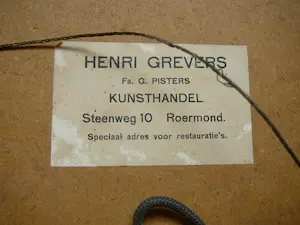 HENRI GREVERS
Fa. G. PISTERS
KUNSTHANDEL
Steenweg 10 Roermond.
Speciaal adres voor restauratie's.